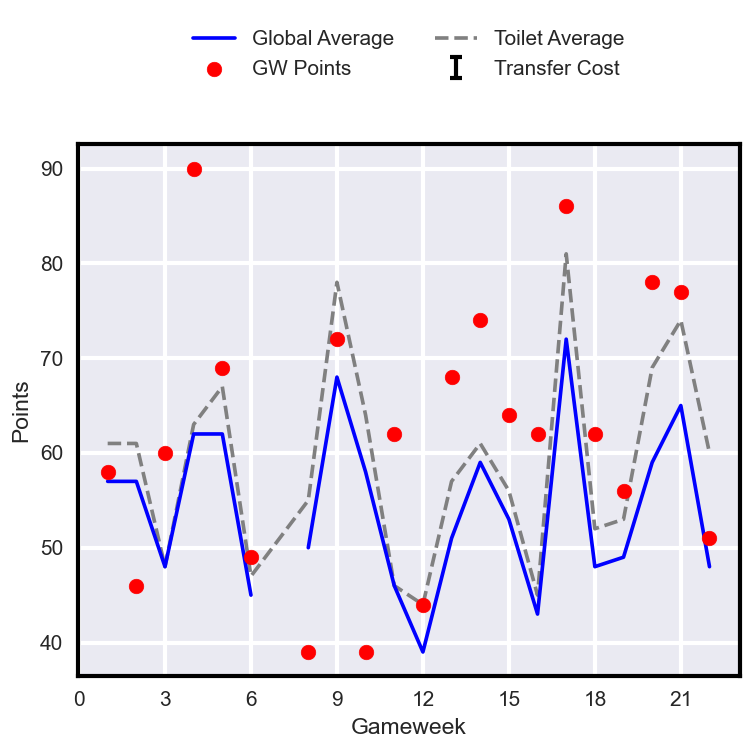 Global Average
Toilet Average
GW Points
Transfer Cost
90
80
70
60
50
40
Points
0 3 6 9 12 15 18 21
Gameweek